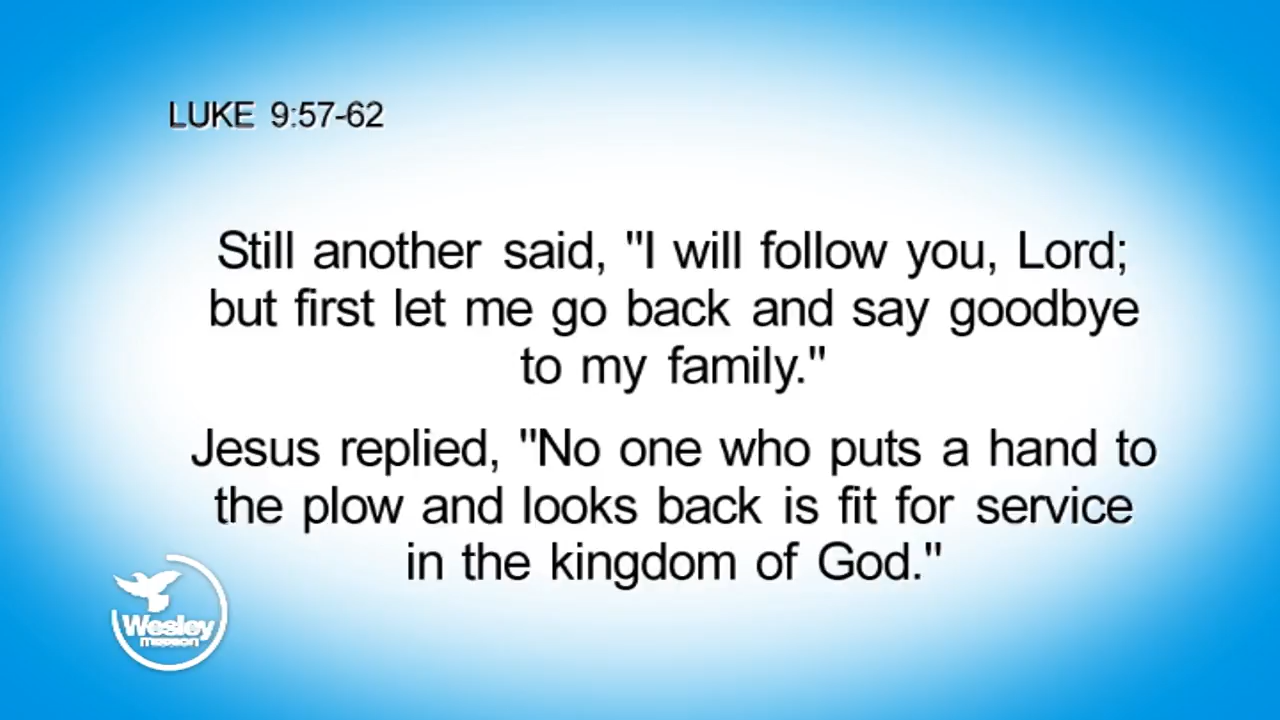 LUKE 9:57-62
Still another said, "I will follow you, Lord;
but first let me go back and say goodbye
to my family."
Jesus replied, "No one who puts a hand to
the plow and looks back is fit for service
in the kingdom of God."
Wesley
mission